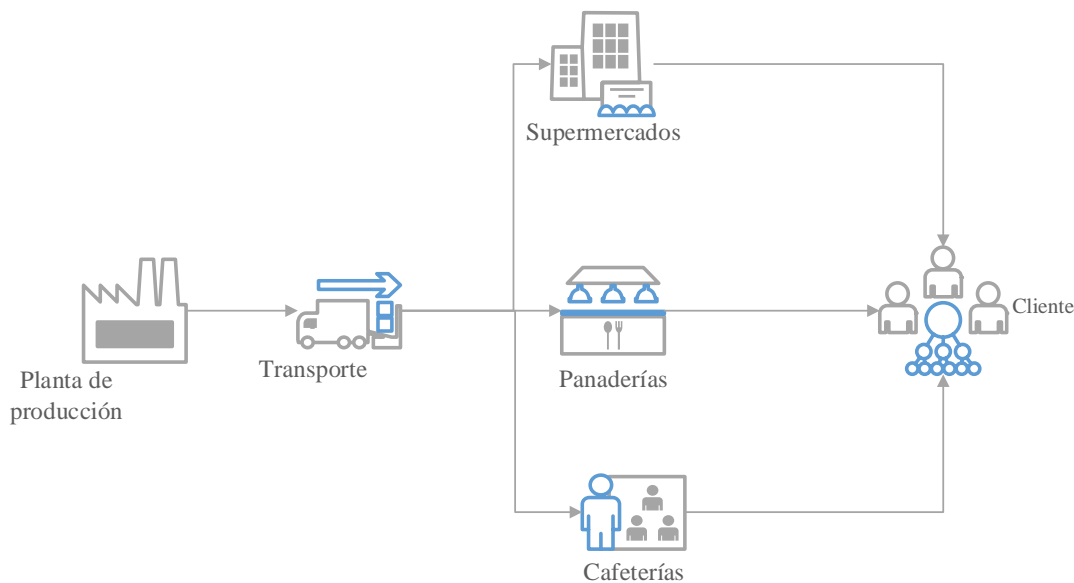 Supermercados
Planta de
producción
Transporte
Panaderías
Cliente
Cafeterías